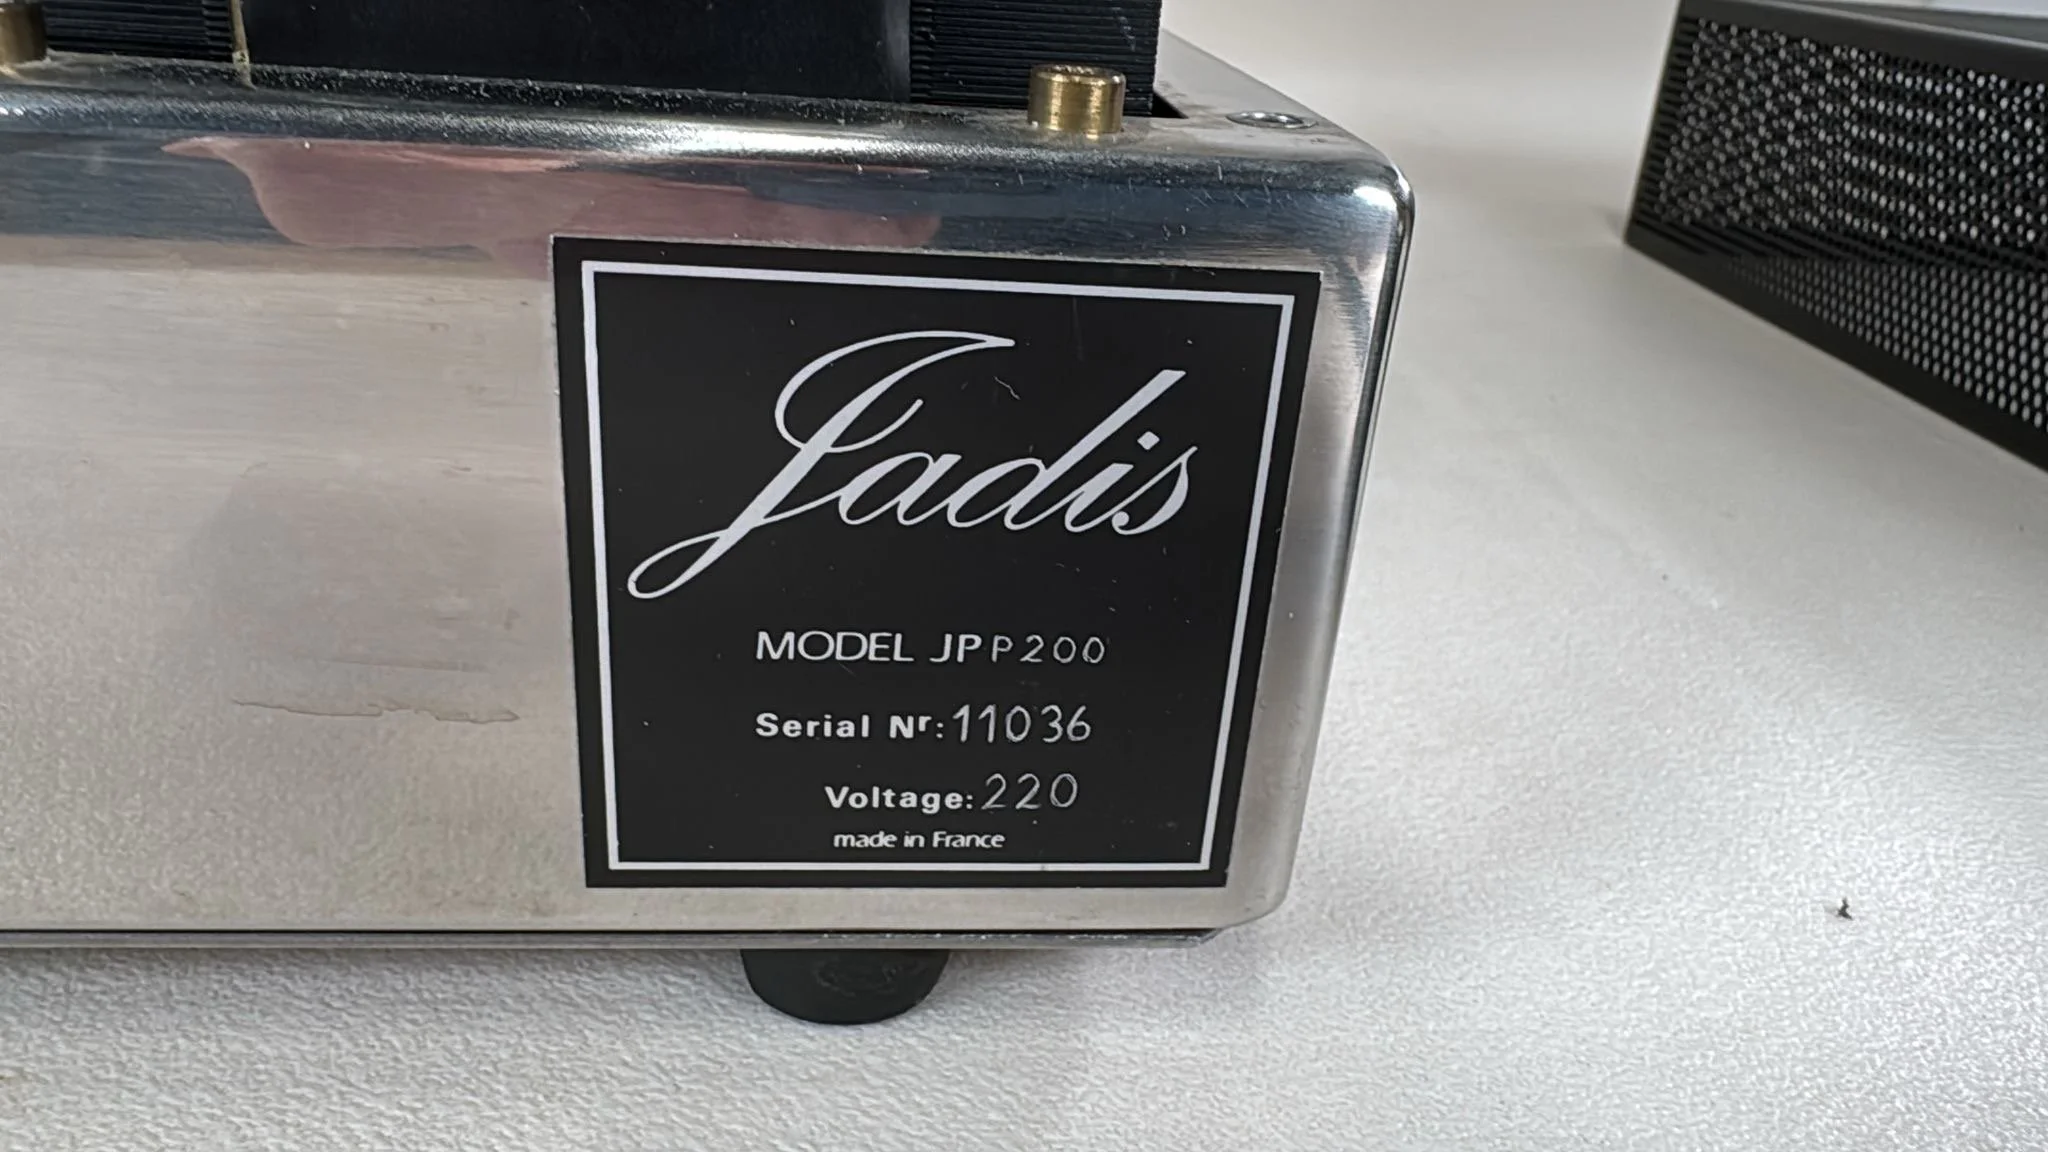 Jadis
MODEL JPP200
Serial Nr: 11036
Voltage: 220
made in France